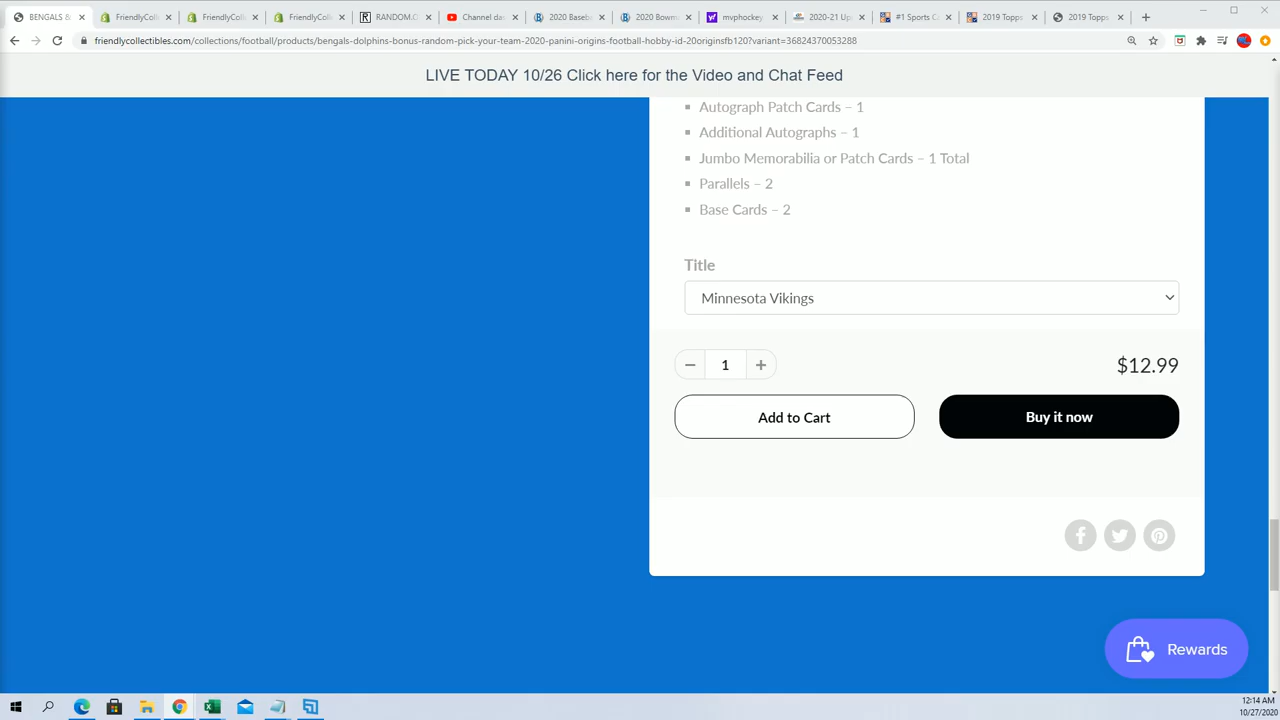 BENGALS &
FriendlyColle
FriendlyColle
FriendlyColle
RANDOM.O
Channel das
2020 Baseb
2020 Bowm
mvphockey
2020-21 Up
#1 Sports C
2019 Topps
2019 Topps
friendlycollectibles.com/collections/football/products/bengals-dolphins-bonus-random-pick-your-team-2020-panini-origins-football-hobby-id-20originsfb120?variant=36824370053288
LIVE TODAY 10/26 Click here for the Video and Chat Feed
Autograph Patch Cards – 1
Additional Autographs – 1
Jumbo Memorabilia or Patch Cards – 1 Total
Parallels – 2
Base Cards – 2
Title
Minnesota Vikings
1
$12.99
Add to Cart
Buy it now
Rewards
12:14 AM
10/27/2020